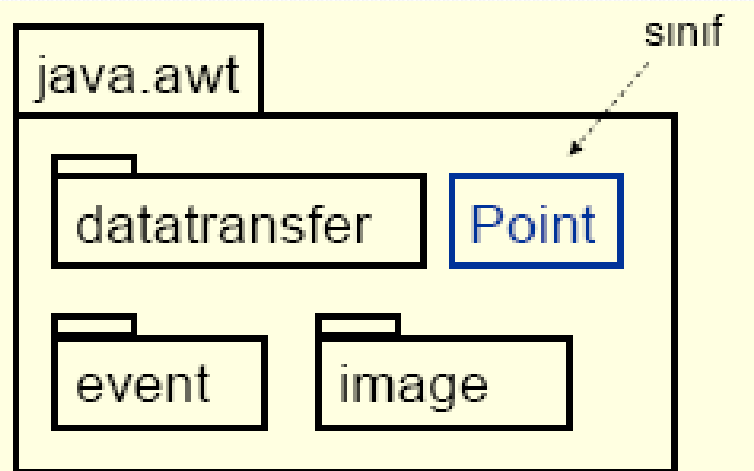 sınıf
java.awt
datatransfer
Point
event
image